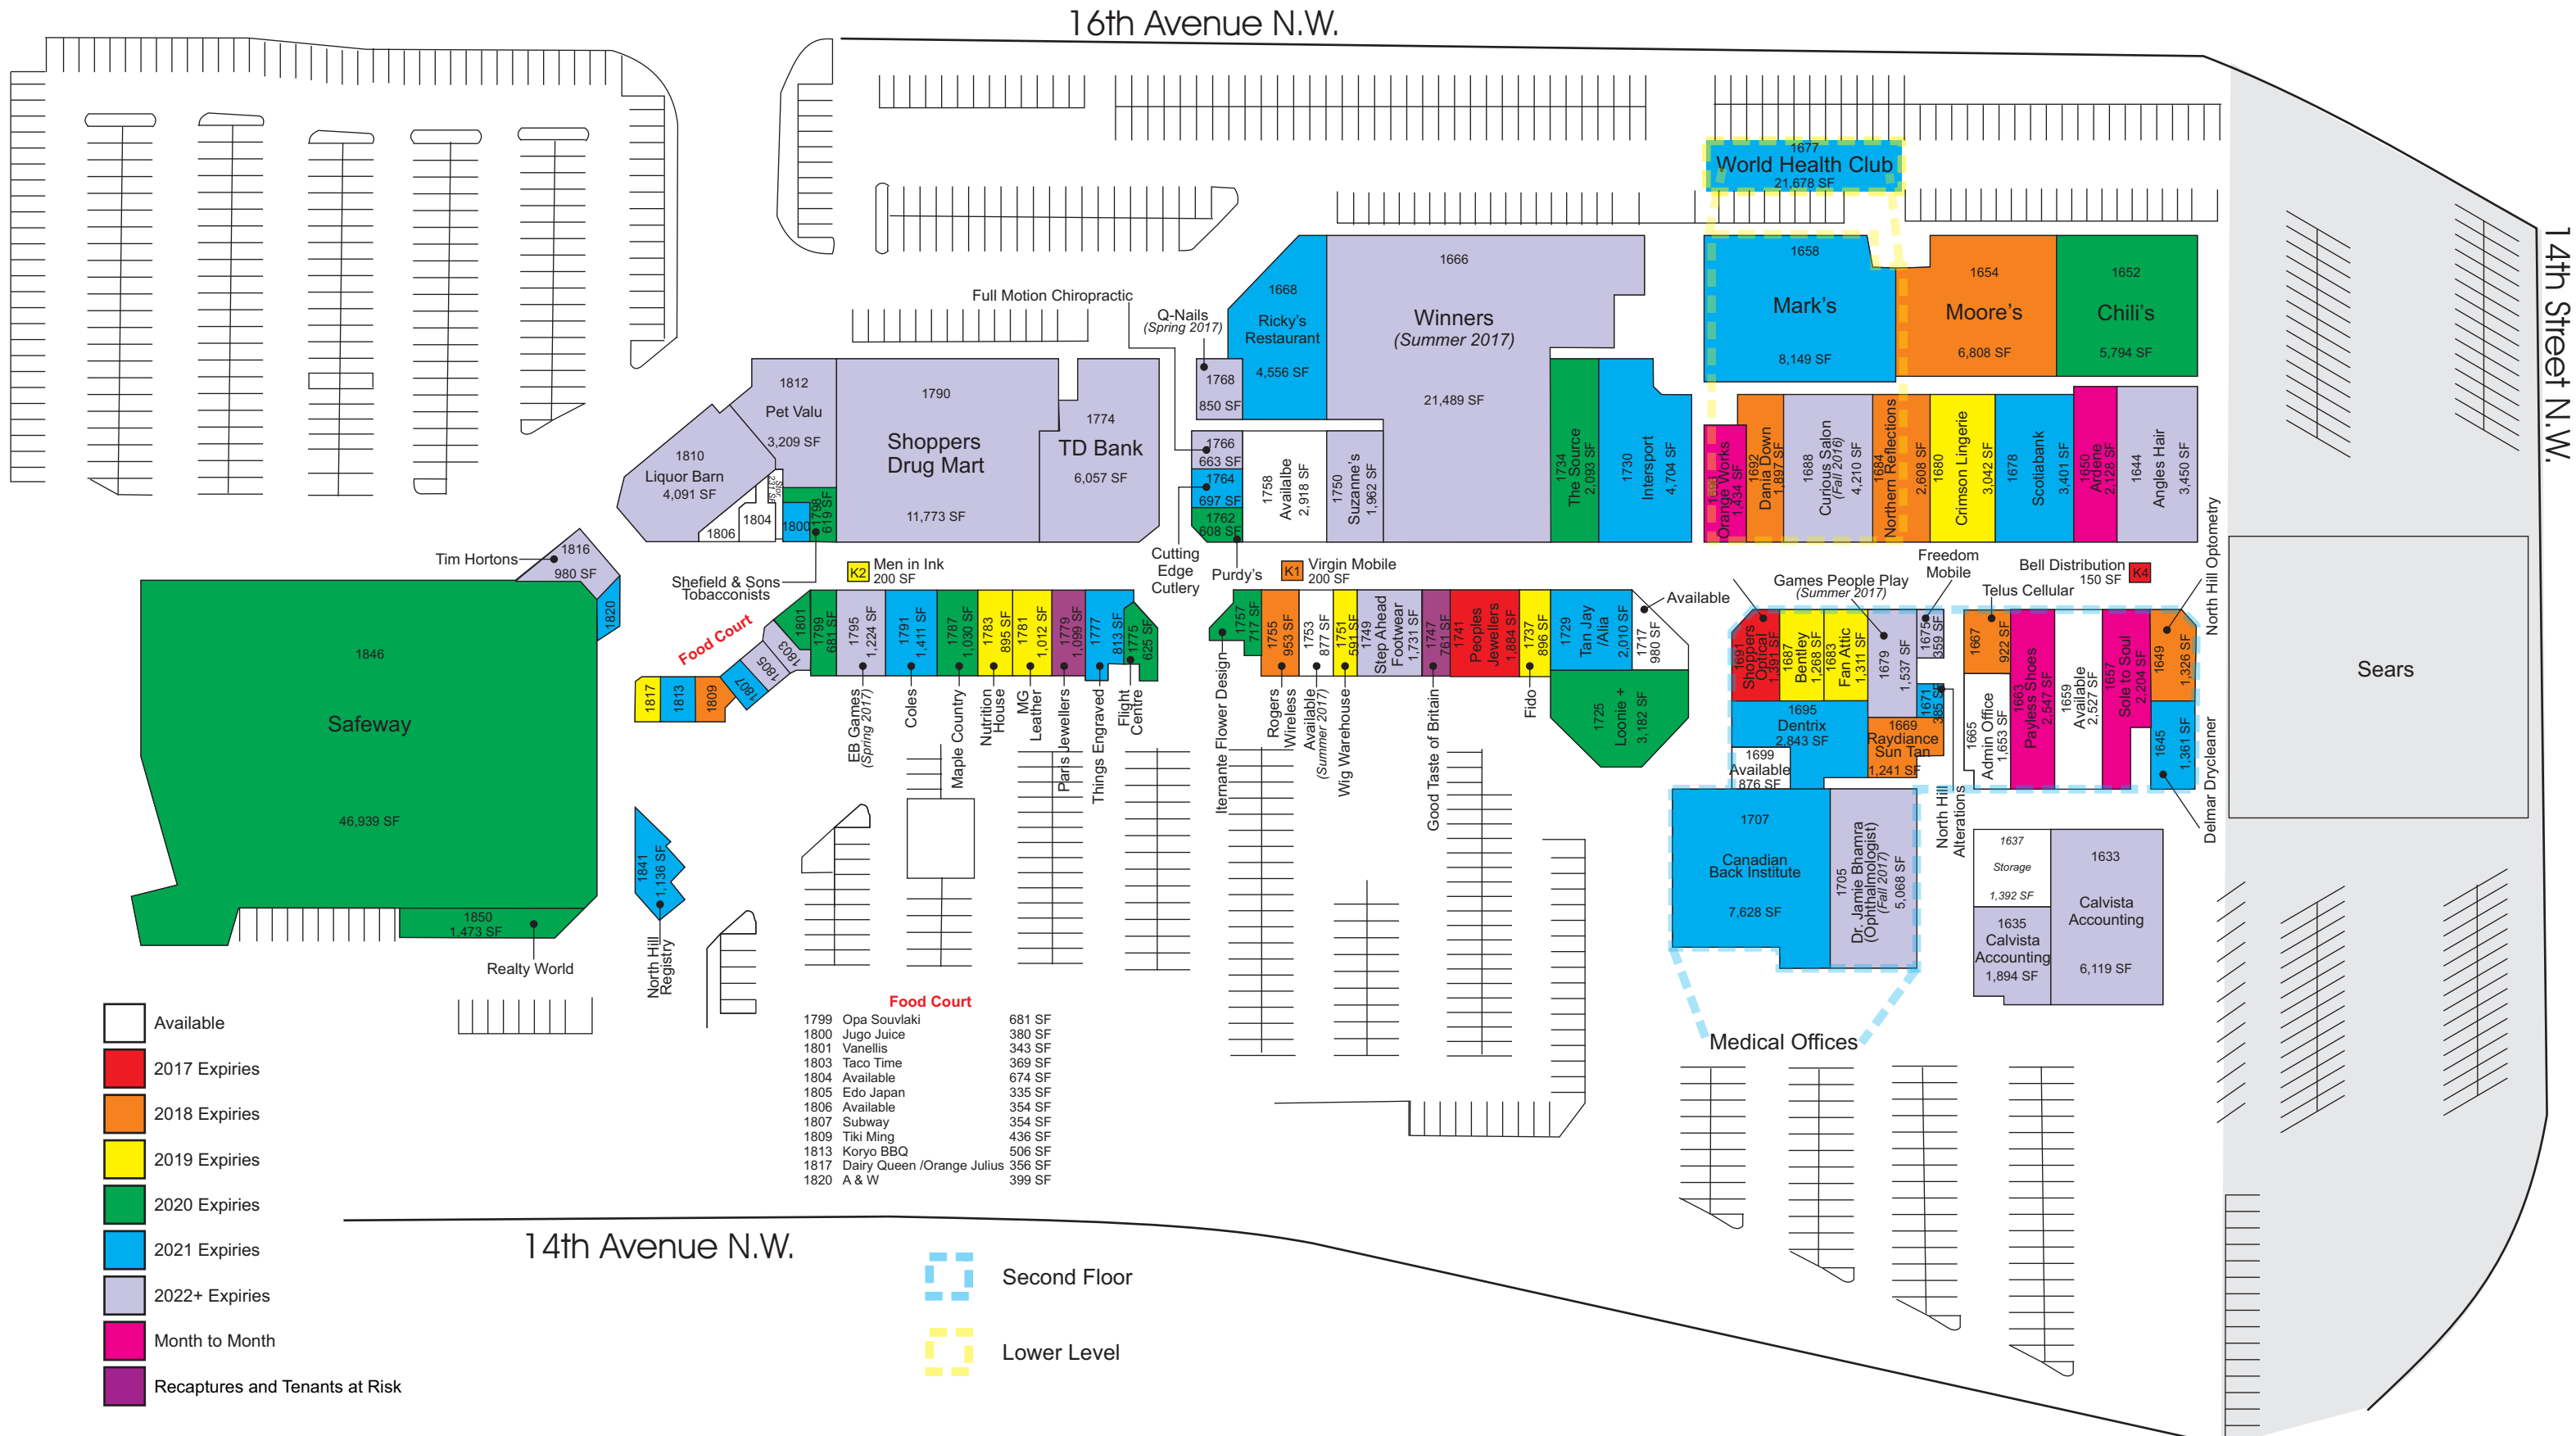 16th Avenue N.W.
14th Street N.W.
1677
World Health Club
21,678 SF
1668
Ricky's
Restaurant
4,556 SF
1666
Winners
(Summer 2017)
21,489 SF
1658
Mark's
8,149 SF
1654
Moore's
6,808 SF
1652
Chili's
5,794 SF
Full Motion Chiropractic
Q-Nails
(Spring 2017)
1768
850 SF
1812
Pet Valu
3,209 SF
1790
Shoppers
Drug Mart
11,773 SF
1774
TD Bank
6,057 SF
1810
Liquor Barn
4,091 SF
1806
1804
Stor.
231 SF
1800
1798
619 SF
1766
663 SF
1764
697 SF
1762
608 SF
1758
Availalbe
2,918 SF
1750
Suzanne's
1,962 SF
1734
The Source
2,093 SF
1730
Intersport
4,704 SF
Orange Works
1,434 SF
1692
Dania Down
1,897 SF
1688
Curious Salon
(Fall 2016)
4,210 SF
1684
Northern Reflections
2,608 SF
1680
Crimson Lingerie
3,042 SF
1678
Scotiabank
3,401 SF
1650
Ardene
2,128 SF
1644
Angles Hair
3,450 SF
Tim Hortons
1816
980 SF
1820
Shefield & Sons
Tobacconists
K2
Men in Ink
200 SF
Cutting
Edge
Cutlery
Purdy's
K1
Virgin Mobile
200 SF
Available
Games People Play
(Summer 2017)
Freedom
Mobile
Bell Distribution
150 SF
K4
Telus Cellular
North Hill Optometry
Food Court
1846
Safeway
46,939 SF
1817
1813
1809
1807
1805
1803
1801
1799
681 SF
1795
1,224 SF
1791
1,411 SF
1787
1,030 SF
1783
895 SF
1781
1,012 SF
1779
1,099 SF
1777
813 SF
1775
625 SF
EB Games
(Spring 2017)
Coles
Maple Country
Nutrition
House
MG
Leather
Paris Jewellers
Things Engraved
Flight
Centre
1757
717 SF
1755
953 SF
1753
877 SF
1751
591 SF
1749
Step Ahead
Footwear
1,731 SF
1747
761 SF
1741
Peoples
Jewellers
1,884 SF
1737
896 SF
1729
Tan Jay
/Alia
2,010 SF
1717
980 SF
1725
Loonie +
3,182 SF
Iternante Flower Design
Rogers
Wireless
Available
(Summer 2017)
Wig Warehouse
Good Taste of Britain
Fido
1691
Shoppers
Optical
1,391 SF
1687
Bentley
1,268 SF
1683
Fan Attic
1,311 SF
1679
1,537 SF
1675
359 SF
1671
385 SF
1695
Dentrix
2,843 SF
1699
Available
876 SF
1669
Raydiance
Sun Tan
1,241 SF
1667
922 SF
1665
Admin Office
1,653 SF
1663
Payless Shoes
2,547 SF
1659
Available
2,527 SF
1657
Sole to Soul
2,204 SF
1649
1,326 SF
1645
1,361 SF
Sears
North Hill
Alterations
Delmar Drycleaner
1707
Canadian
Back Institute
7,628 SF
1705
Dr. Jamie Bhamra
(Ophthalmologist)
(Fall 2017)
5,068 SF
1637
Storage
1,392 SF
1635
Calvista
Accounting
1,894 SF
1633
Calvista
Accounting
6,119 SF
Medical Offices
1841
1,136 SF
North Hill
Registry
1850
1,473 SF
Realty World
Food Court
1799 Opa Souvlaki 681 SF
1800 Jugo Juice 380 SF
1801 Vanellis 343 SF
1803 Taco Time 369 SF
1804 Available 674 SF
1805 Edo Japan 335 SF
1806 Available 354 SF
1807 Subway 354 SF
1809 Tiki Ming 436 SF
1813 Koryo BBQ 506 SF
1817 Dairy Queen /Orange Julius 356 SF
1820 A & W 399 SF
Available
2017 Expiries
2018 Expiries
2019 Expiries
2020 Expiries
2021 Expiries
2022+ Expiries
Month to Month
Recaptures and Tenants at Risk
14th Avenue N.W.
Second Floor
Lower Level